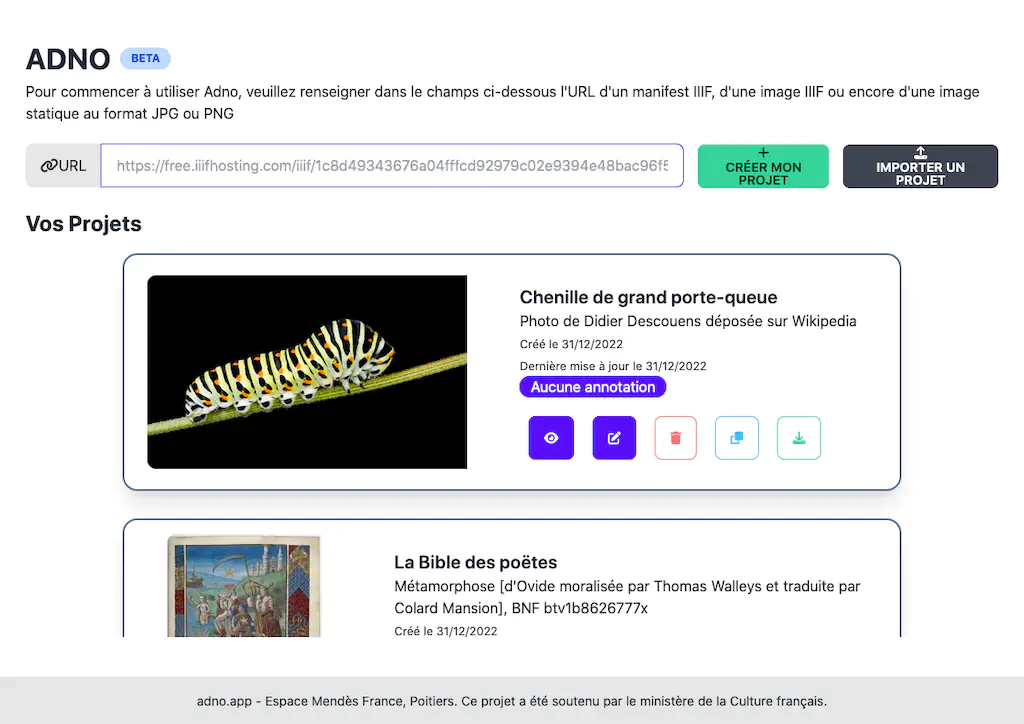 ADNO BETA
Pour commencer à utiliser Adno, veuillez renseigner dans le champs ci-dessous l'URL d'un manifest IIIF, d'une image IIIF ou encore d'une image
statique au format JPG ou PNG
URL
https://free.iiifhosting.com/iiif/1c8d49343676a04fffcd92979c02e9394e48bac96f5
CRÉER MON
PROJET
IMPORTER UN
PROJET
Vos Projets
Chenille de grand porte-queue
Photo de Didier Descouens déposée sur Wikipedia
Créé le 31/12/2022
Dernière mise à jour le 31/12/2022
Aucune annotation
La Bible des poëtes
Métamorphose [d'Ovide moralisée par Thomas Walleys et traduite par
Colard Mansion], BNF btv1b8626777x
Créé le 31/12/2022
adno.app - Espace Mendès France, Poitiers. Ce projet a été soutenu par le ministère de la Culture français.